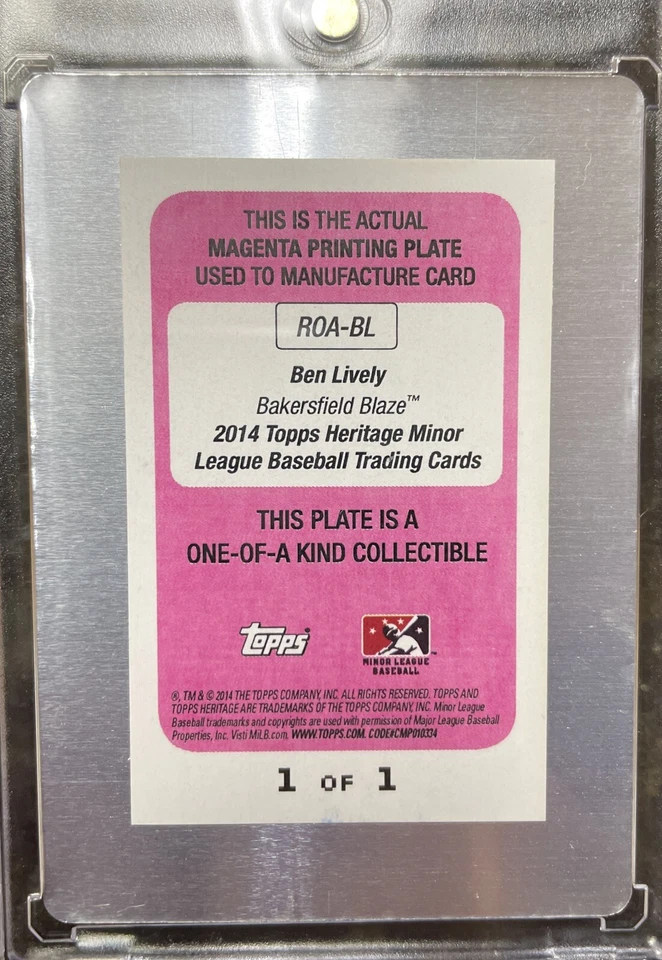 THIS IS THE ACTUAL
MAGENTA PRINTING PLATE
USED TO MANUFACTURE CARD
ROA-BL
Ben Lively
Bakersfield Blaze™
2014 Topps Heritage Minor
League Baseball Trading Cards
THIS PLATE IS A
ONE-OF-A KIND COLLECTIBLE
topps®
MINOR LEAGUE™
BASEBALL
®, TM & © 2014 THE TOPPS COMPANY, INC. ALL RIGHTS RESERVED. TOPPS AND
TOPPS HERITAGE ARE TRADEMARKS OF THE TOPPS COMPANY, INC. Minor League
Baseball trademarks and copyrights are used with permission of Major League Baseball
Properties, Inc. Visti MiLB.com. WWW.TOPPS.COM. CODE#CMP010334
1 OF 1